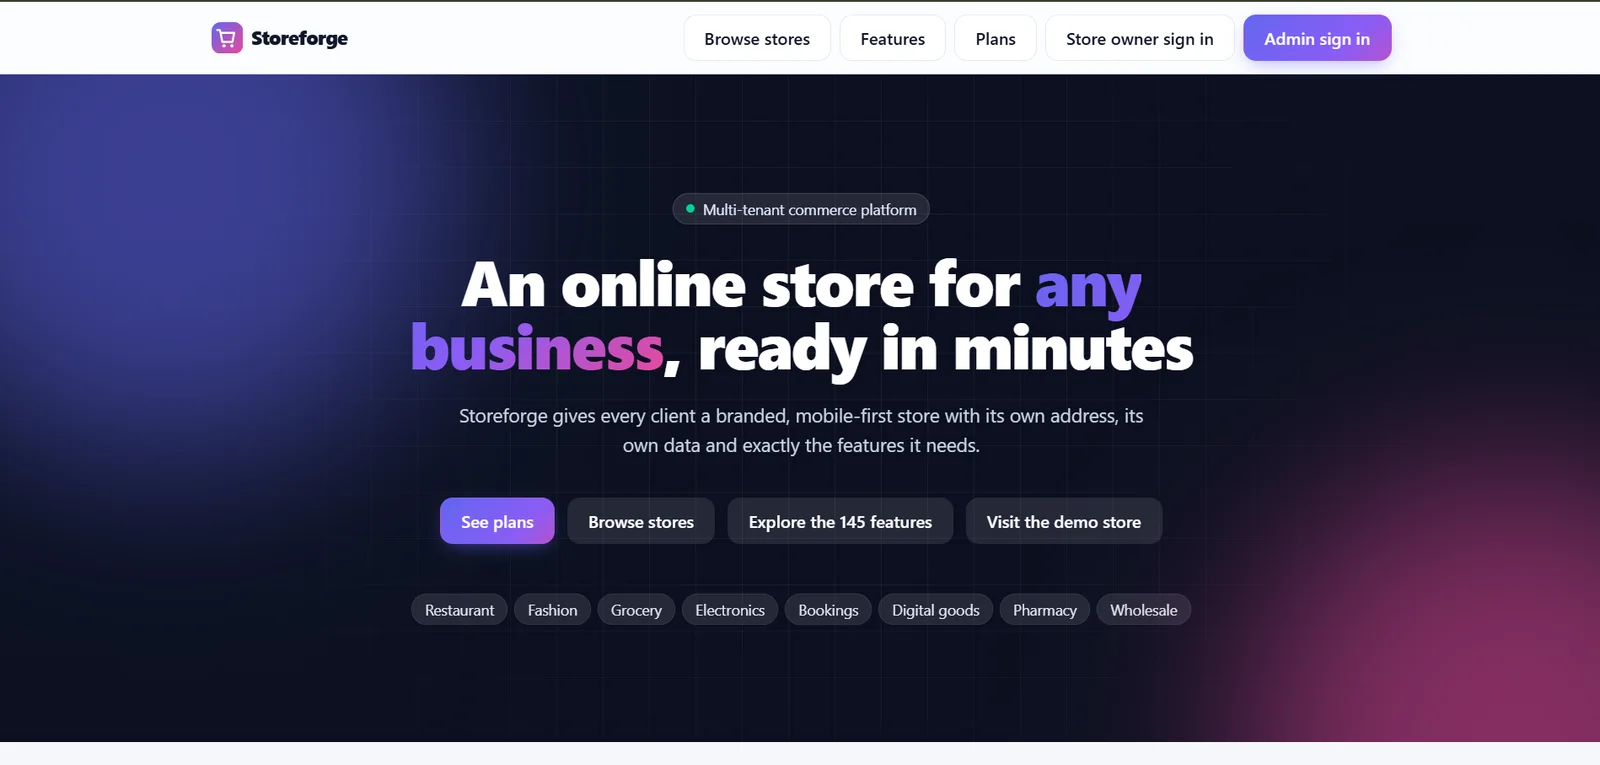 Storeforge
Browse stores
Features
Plans
Store owner sign in
Admin sign in
Multi-tenant commerce platform
An online store for any
business, ready in minutes
Storeforge gives every client a branded, mobile-first store with its own address, its
own data and exactly the features it needs.
See plans
Browse stores
Explore the 145 features
Visit the demo store
Restaurant
Fashion
Grocery
Electronics
Bookings
Digital goods
Pharmacy
Wholesale